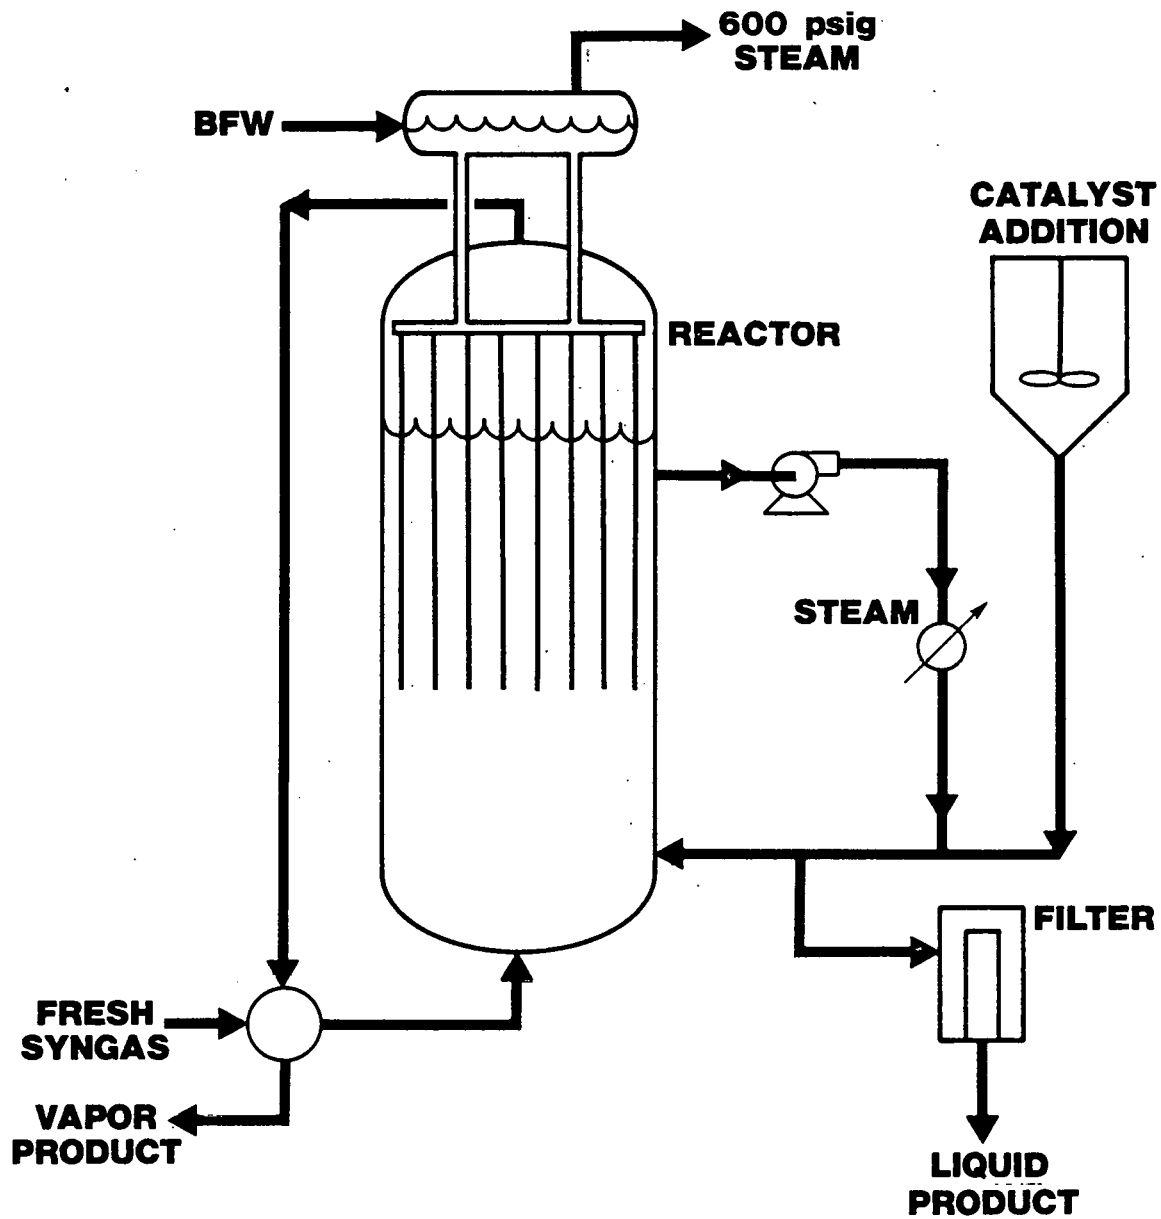 600 psig
STEAM
BFW
CATALYST
ADDITION
REACTOR
STEAM
FILTER
FRESH
SYNGAS
VAPOR
PRODUCT
LIQUID
PRODUCT